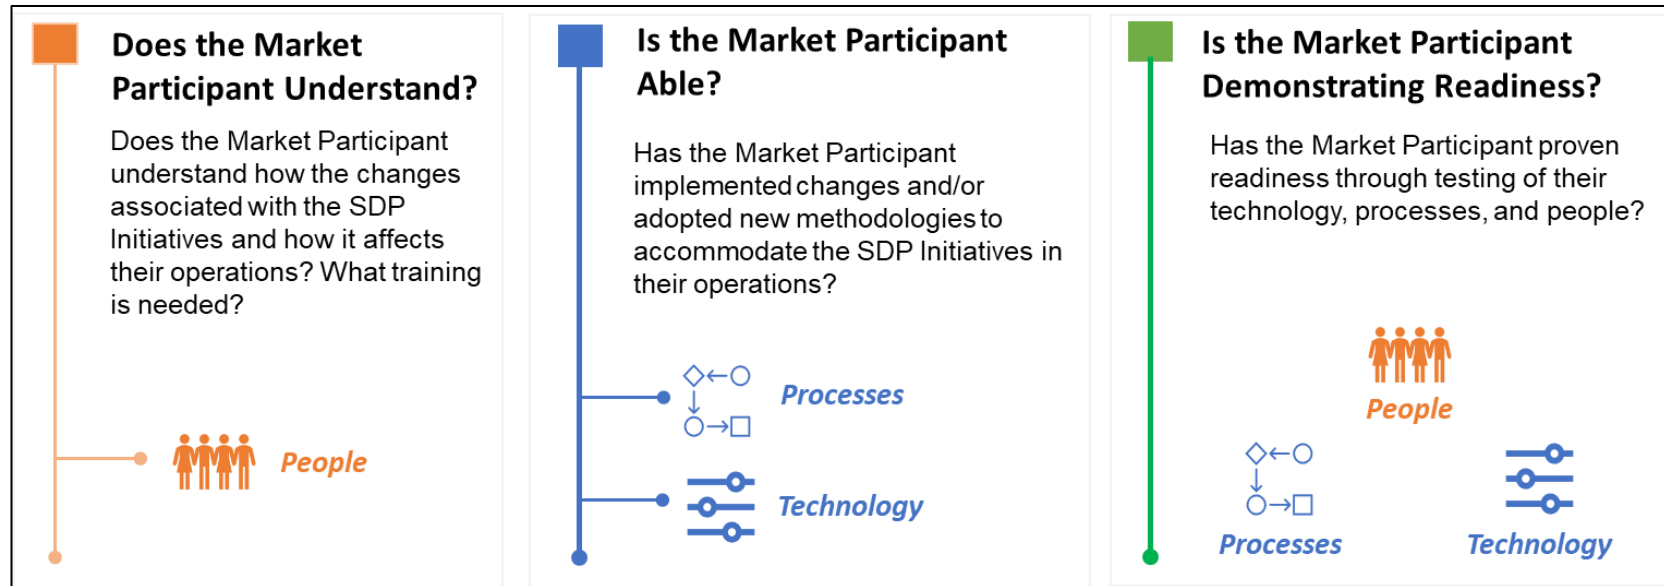 Does the Market
Participant Understand?
Does the Market Participant
understand how the changes
associated with the SDP
Initiatives and how it affects
their operations? What training
is needed?
People
Is the Market Participant
Able?
Has the Market Participant
implemented changes and/or
adopted new methodologies to
accommodate the SDP Initiatives in
their operations?
Processes
Technology
Is the Market Participant
Demonstrating Readiness?
Has the Market Participant proven
readiness through testing of their
technology, processes, and people?
People
Processes
Technology